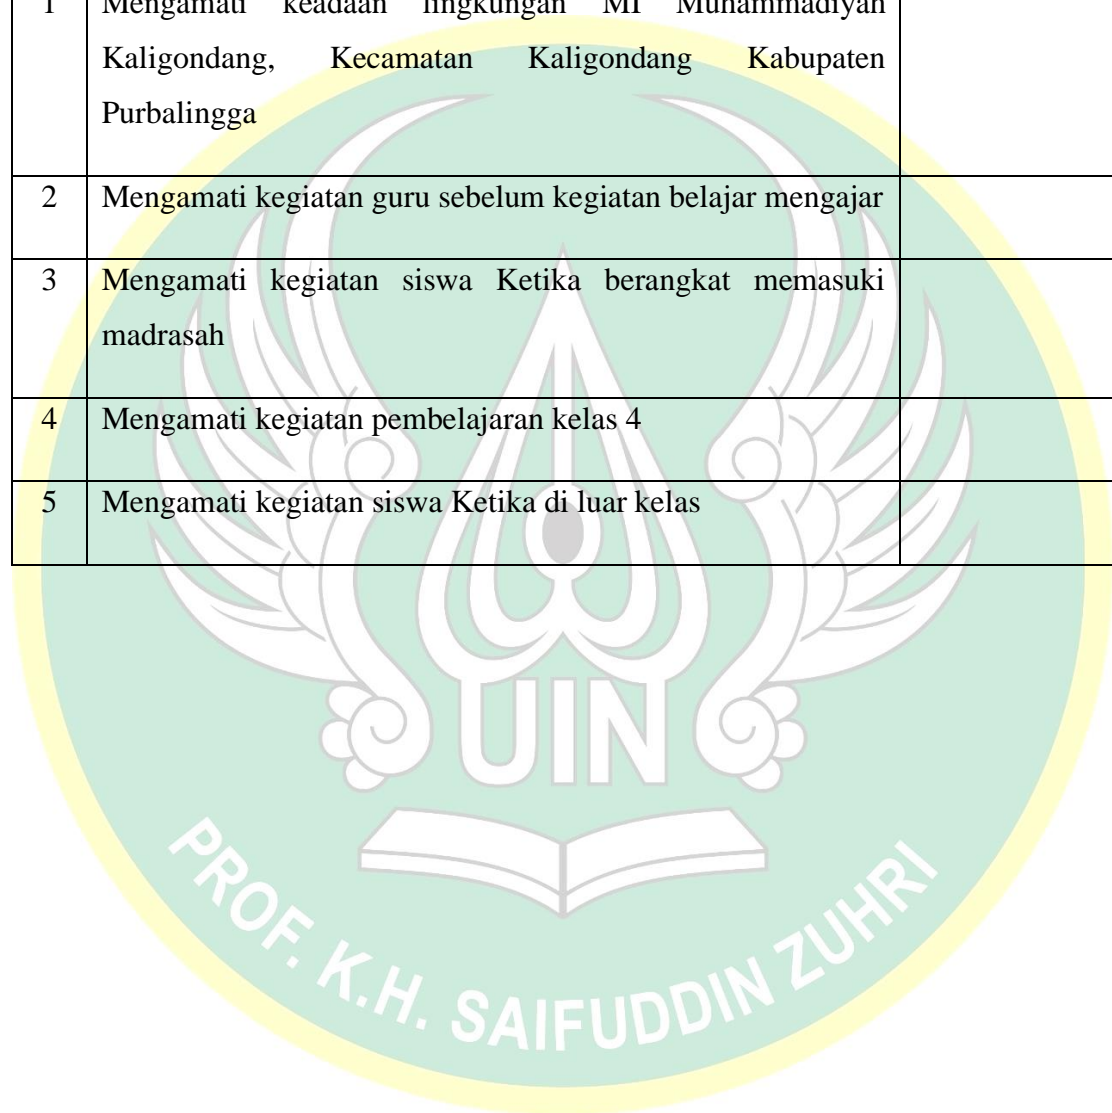 1 Mengamati keadaan lingkungan MI Muhammadiyah
Kaligondang, Kecamatan Kaligondang Kabupaten
Purbalingga
2 Mengamati kegiatan guru sebelum kegiatan belajar mengajar
3 Mengamati kegiatan siswa Ketika berangkat memasuki
madrasah
4 Mengamati kegiatan pembelajaran kelas 4
5 Mengamati kegiatan siswa Ketika di luar kelas
UIN
PROF. K.H. SAIFUDDIN ZUHRI